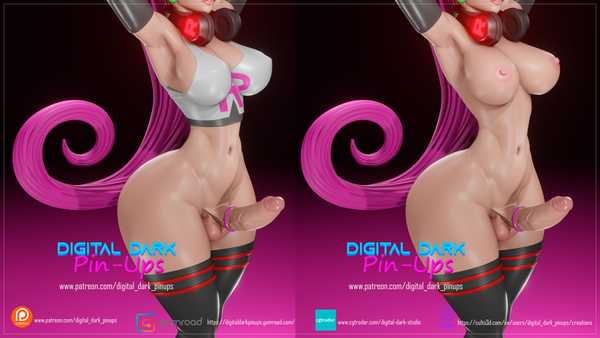 R
R
R
DIGITAL DARK
Pin-Ups
www.patreon.com/digital_dark_pinups
www.patreon.com/digital_dark_pinups
gumroad
https://digitaldarkpinups.gumroad.com/
DIGITAL DARK
Pin-Ups
www.patreon.com/digital_dark_pinups
cgtrader
www.cgtrader.com/digital-dark-studio
https://cults3d.com/en/users/digital_dark_pinups/creations